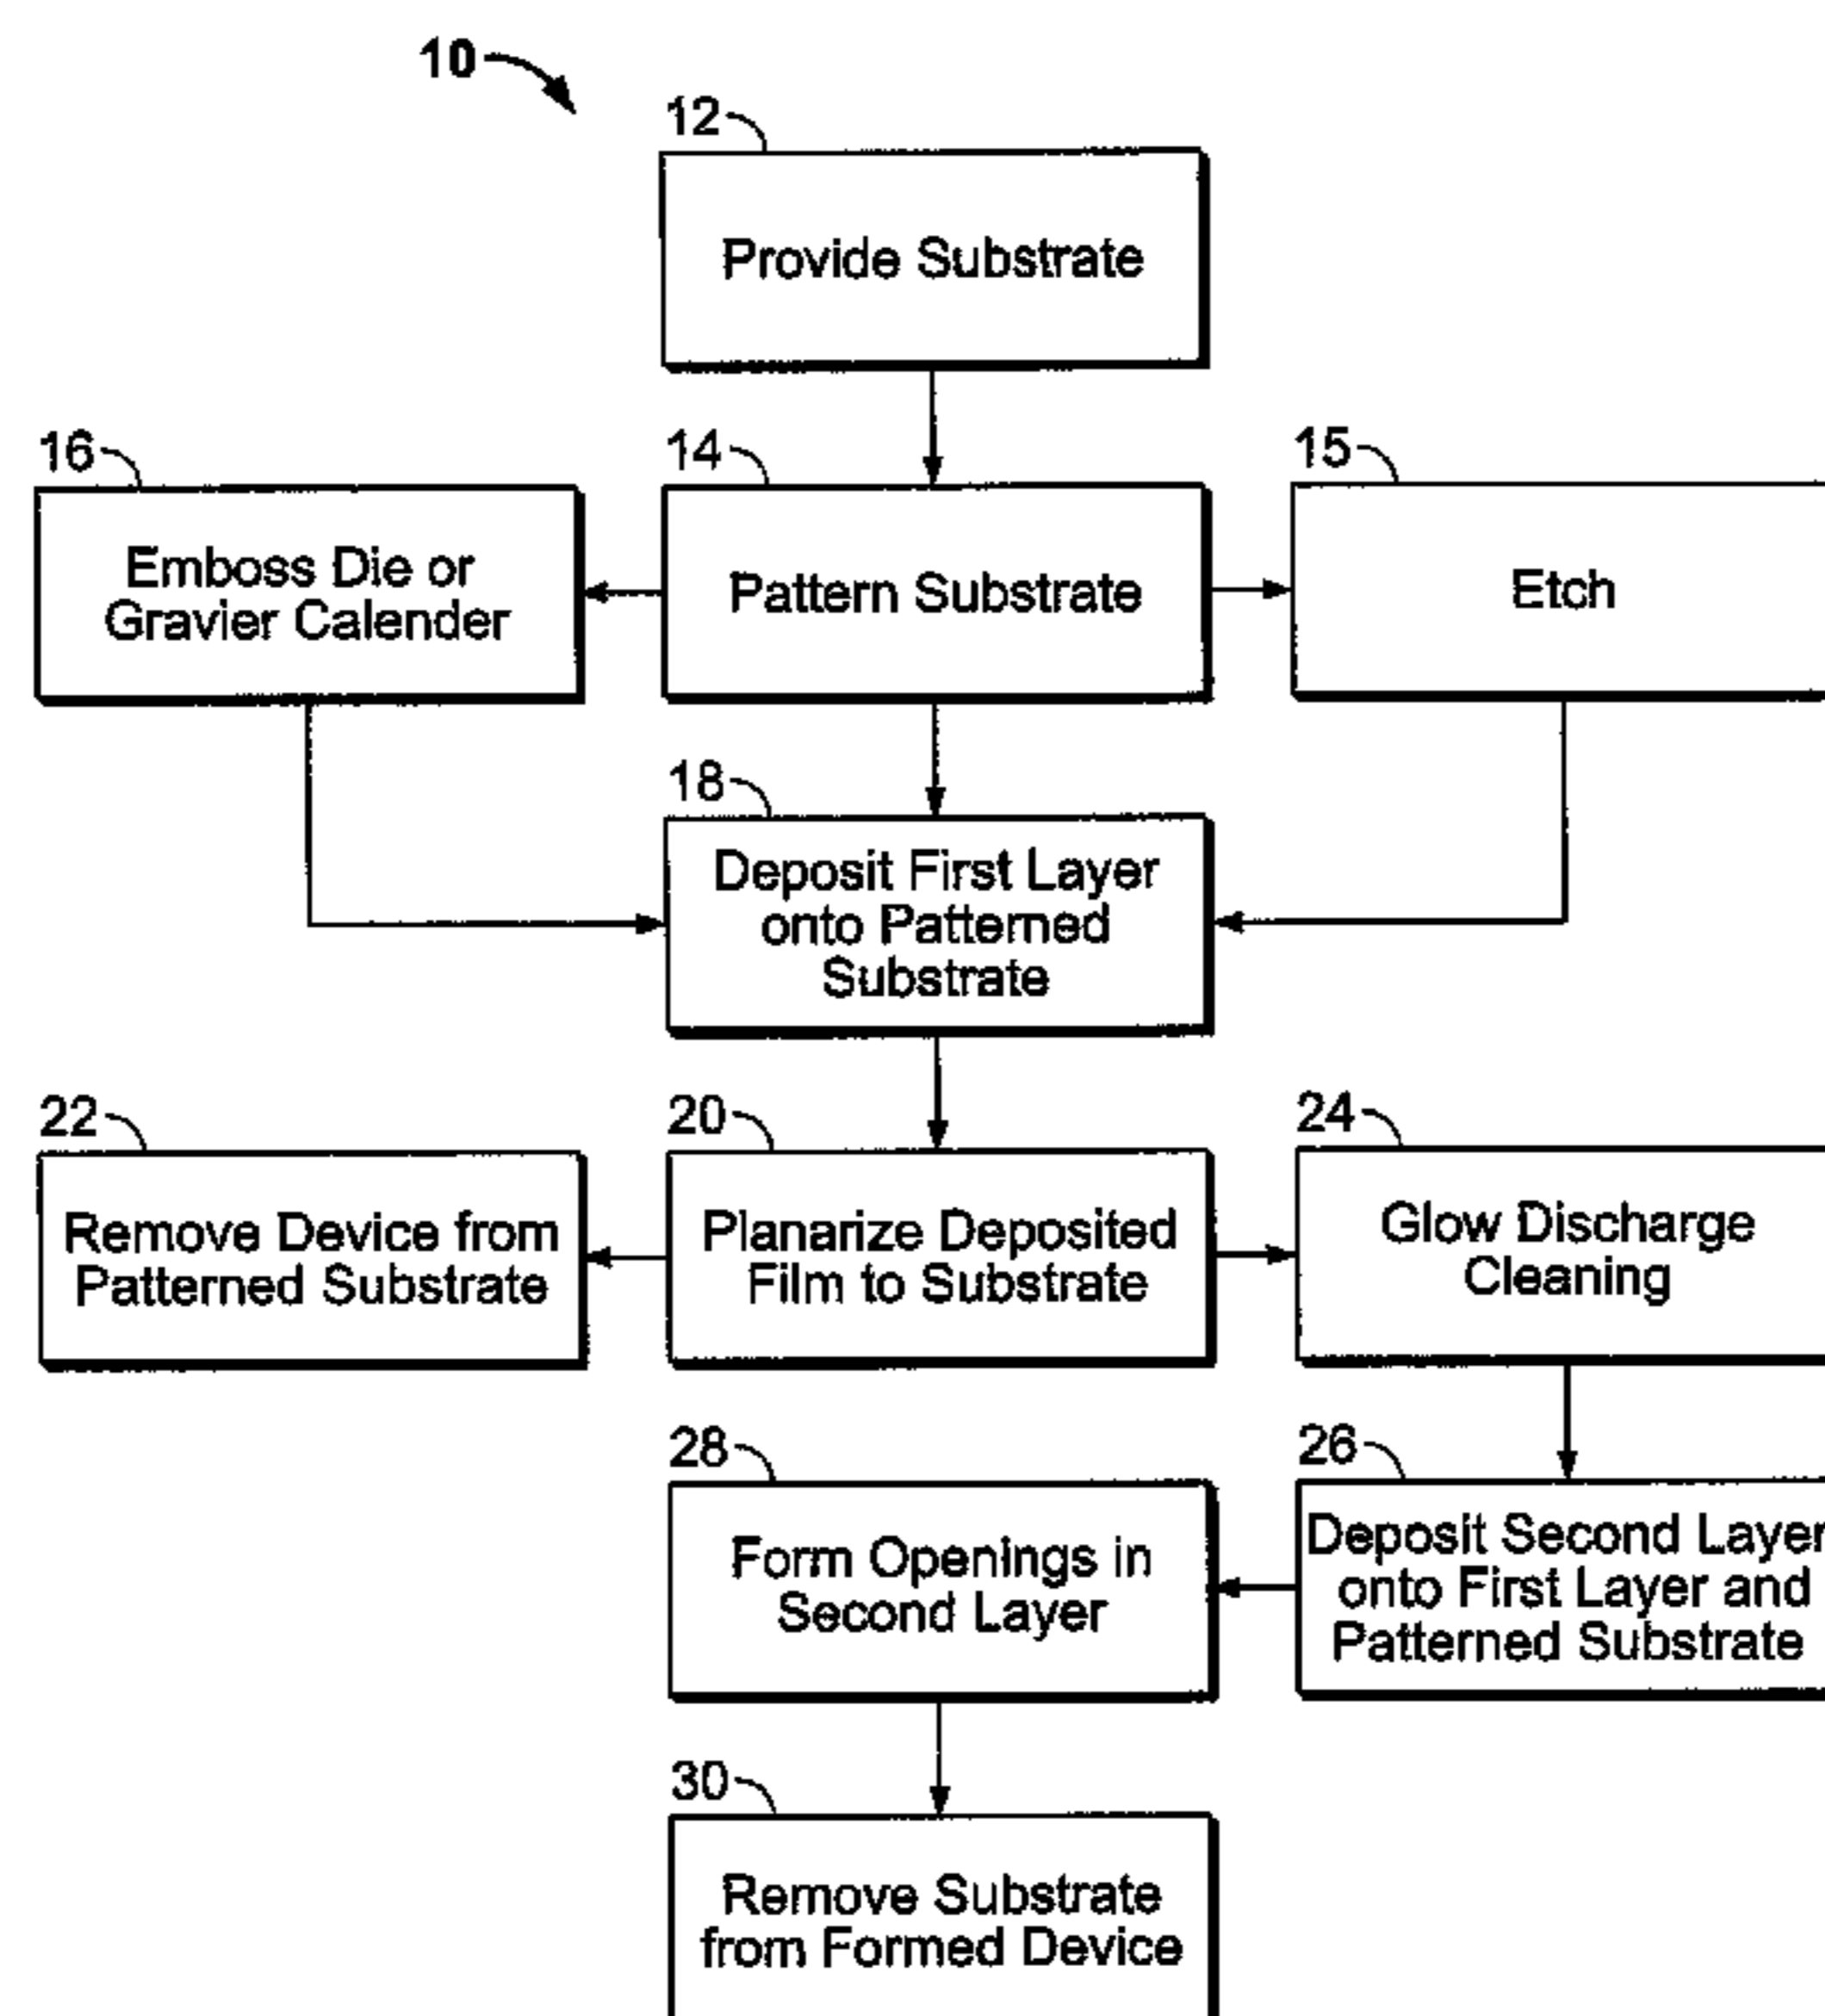 10
12
Provide Substrate
16
Emboss Die or
Gravier Calender
14
Pattern Substrate
15
Etch
18
Deposit First Layer
onto Patterned
Substrate
22
Remove Device from
Patterned Substrate
20
Planarize Deposited
Film to Substrate
24
Glow Discharge
Cleaning
28
Form Openings in
Second Layer
26
Deposit Second Layer
onto First Layer and
Patterned Substrate
30
Remove Substrate
from Formed Device